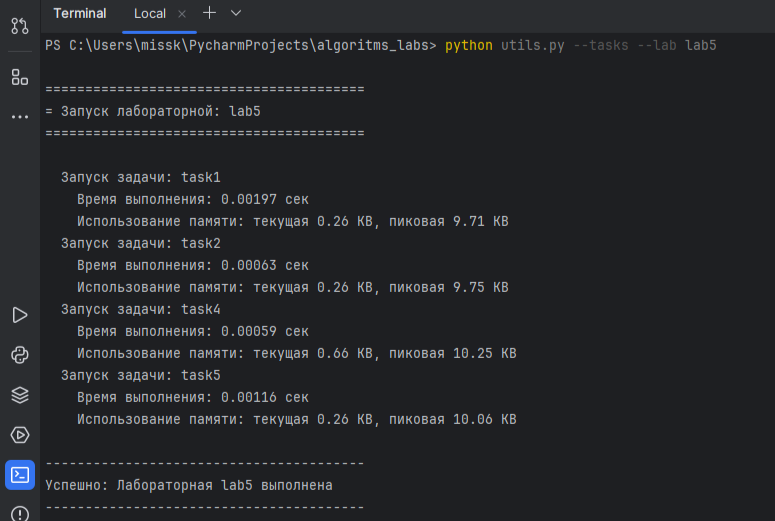 Terminal Local
PS C:\Users\missk\PycharmProjects\algoritms_labs> python utils.py --tasks --lab lab5
========================================
= Запуск лабораторной: lab5
========================================
Запуск задачи: task1
Время выполнения: 0.00197 сек
Использование памяти: текущая 0.26 KB, пиковая 9.71 KB
Запуск задачи: task2
Время выполнения: 0.00063 сек
Использование памяти: текущая 0.26 KB, пиковая 9.75 KB
Запуск задачи: task4
Время выполнения: 0.00059 сек
Использование памяти: текущая 0.66 KB, пиковая 10.25 KB
Запуск задачи: task5
Время выполнения: 0.00116 сек
Использование памяти: текущая 0.26 KB, пиковая 10.06 KB
----------------------------------------
Успешно: Лабораторная lab5 выполнена
----------------------------------------